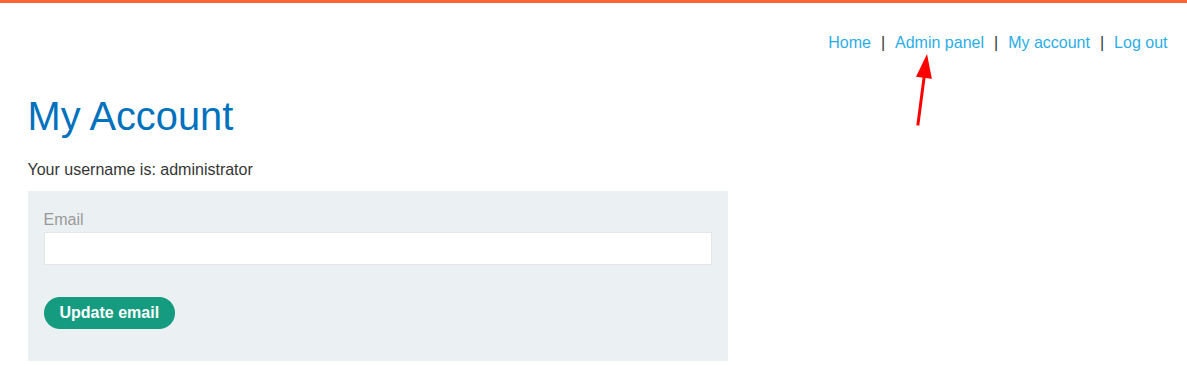 Home | Admin panel | My account | Log out
My Account
Your username is: administrator
Email
Update email